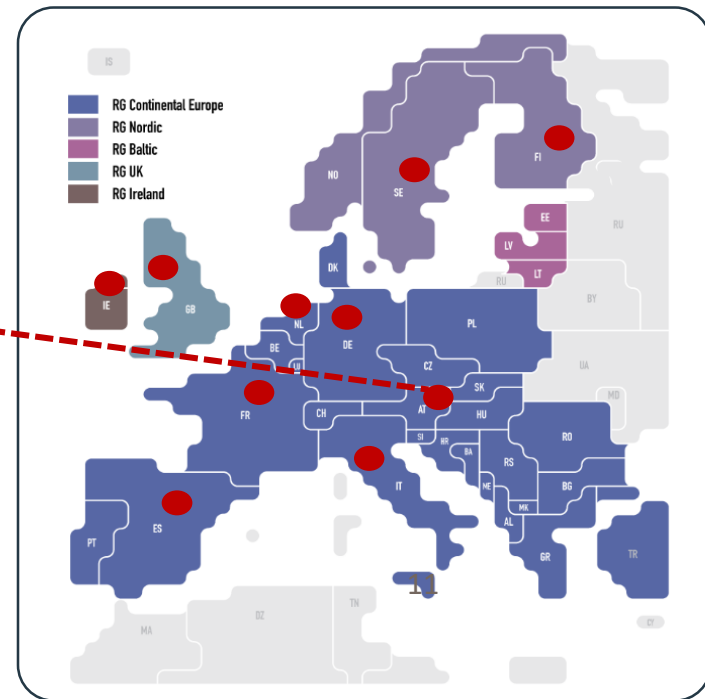 IS
RG Continental Europe
RG Nordic
RG Baltic
RG UK
RG Ireland
NO
SE
FI
EE
LV
LT
RU
RU
DK
IE
GB
NL
BE
DE
PL
BY
UA
MD
CZ
SK
FR
CH
AT
HU
SI
HR
BA
RO
RS
IT
ME
BG
MK
AL
PT
ES
GR
TR
11
MA
DZ
TN
CY